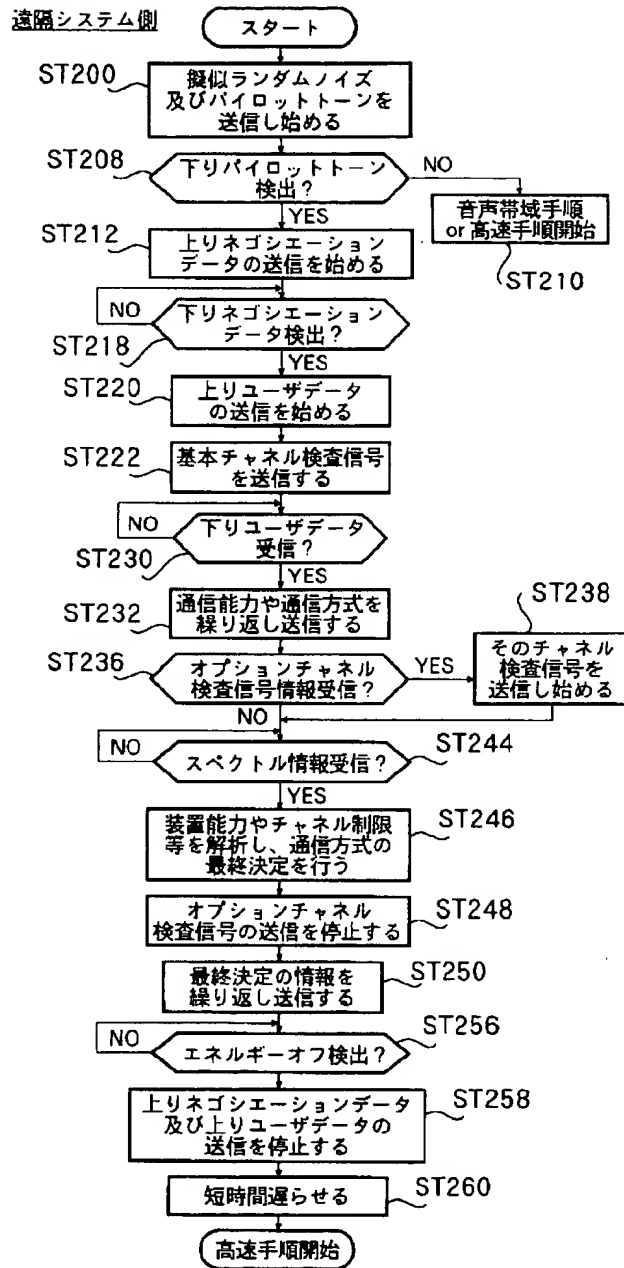 遠隔システム側
スタート
ST200
擬似ランダムノイズ
及びパイロットトーンを
送信し始める
ST208
下りパイロットトーン
検出?
NO
YES
音声帯域手順
or 高速手順開始
ST210
ST212
上りネゴシエーション
データの送信を始める
NO
下りネゴシエーション
データ検出?
ST218
YES
ST220
上りユーザデータ
の送信を始める
ST222
基本チャネル検査信号
を送信する
NO
下りユーザデータ
受信?
ST230
YES
ST232
通信能力や通信方式を
繰り返し送信する
ST236
オプションチャネル
検査信号情報受信?
YES
ST238
そのチャネル
検査信号を
送信し始める
NO
NO
スペクトル情報受信?
ST244
YES
装置能力やチャネル制限
等を解析し、通信方式の
最終決定を行う
ST246
オプションチャネル
検査信号の送信を停止する
ST248
最終決定の情報を
繰り返し送信する
ST250
NO
エネルギーオフ検出?
ST256
上りネゴシエーションデータ
及び上りユーザデータの
送信を停止する
ST258
短時間遅らせる
ST260
高速手順開始